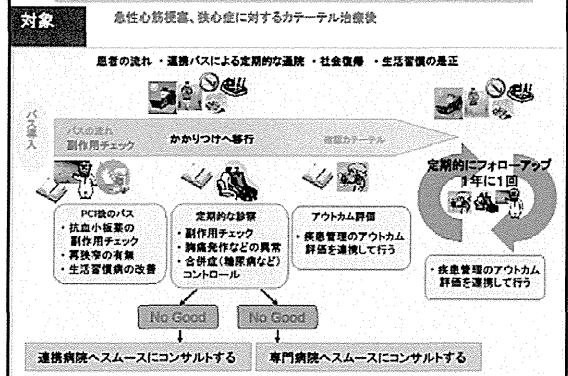 対象
急性心筋梗塞、狭心症に対するカテーテル治療後
患者の流れ ・連携パスによる定期的な通院 ・社会復帰 ・生活習慣の是正
パス導入
パスの流れ
副作用チェック
かかりつけへ移行
確認カテーテル
定期的にフォローアップ
1年に1回
PCI後のパス
・抗血小板薬の
副作用チェック
・再狭窄の有無
・生活習慣病の改善
定期的な診察
・副作用チェック
・胸痛発作などの異常
・合併症(糖尿病など)
コントロール
アウトカム評価
・疾患管理のアウトカム
評価を連携して行う
・疾患管理のアウトカム
評価を連携して行う
No Good
No Good
連携病院へスムースにコンサルトする
専門病院へスムースにコンサルトする